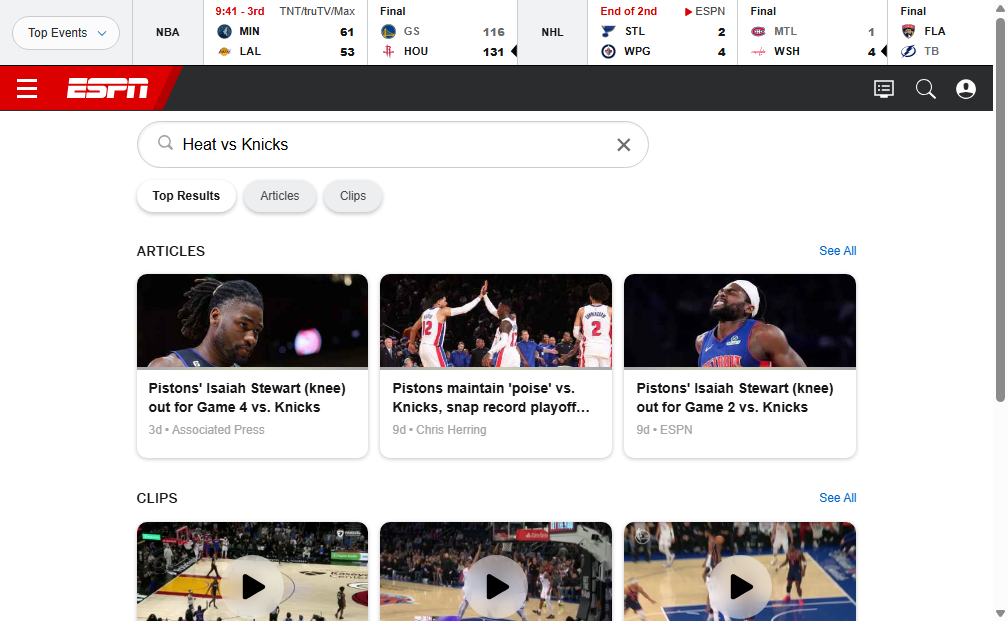 Top Events
NBA
9:41 - 3rd TNT/truTV/Max
MIN 61
LAL 53
Final
GS 116
HOU 131
NHL
End of 2nd ESPN
STL 2
WPG 4
Final
MTL 1
WSH 4
Final
FLA
TB
ESPN
Heat vs Knicks
Top Results
Articles
Clips
ARTICLES
See All
Pistons' Isaiah Stewart (knee)
out for Game 4 vs. Knicks
3d • Associated Press
Pistons maintain 'poise' vs.
Knicks, snap record playoff...
9d • Chris Herring
Pistons' Isaiah Stewart (knee)
out for Game 2 vs. Knicks
9d • ESPN
CLIPS
See All